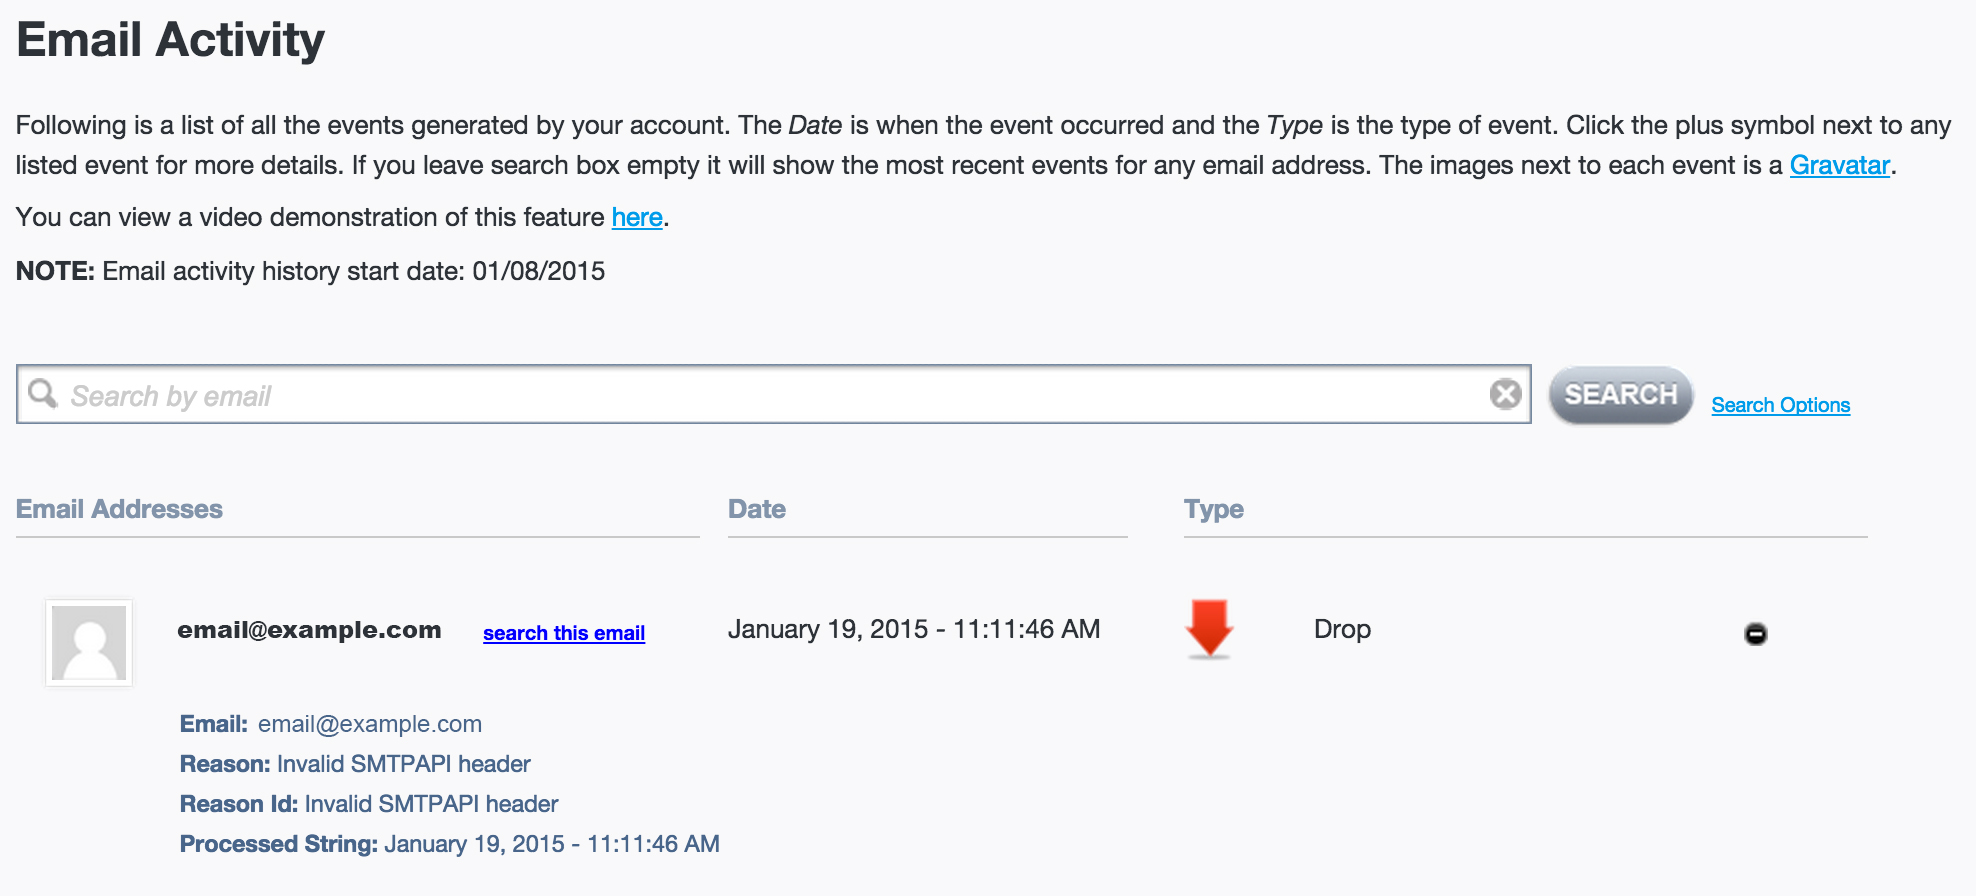 Email Activity
Following is a list of all the events generated by your account. The Date is when the event occurred and the Type is the type of event. Click the plus symbol next to any
listed event for more details. If you leave search box empty it will show the most recent events for any email address. The images next to each event is a Gravatar.
You can view a video demonstration of this feature here.
NOTE: Email activity history start date: 01/08/2015
Search by email SEARCH Search Options
Email Addresses Date Type
email@example.com search this email January 19, 2015 - 11:11:46 AM Drop
Email: email@example.com
Reason: Invalid SMTPAPI header
Reason Id: Invalid SMTPAPI header
Processed String: January 19, 2015 - 11:11:46 AM